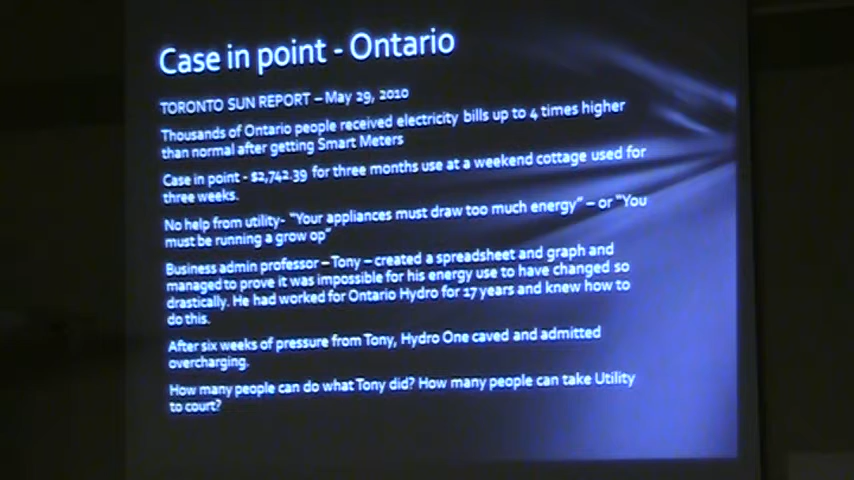 Case in point - Ontario
TORONTO SUN REPORT – May 29, 2010
Thousands of Ontario people received electricity bills up to 4 times higher
than normal after getting Smart Meters
Case in point - $2,742.39 for three months use at a weekend cottage used for
three weeks.
No help from utility- "Your appliances must draw too much energy" – or "You
must be running a grow op"
Business admin professor – Tony – created a spreadsheet and graph and
managed to prove it was impossible for his energy use to have changed so
drastically. He had worked for Ontario Hydro for 17 years and knew how to
do this.
After six weeks of pressure from Tony, Hydro One caved and admitted
overcharging.
How many people can do what Tony did? How many people can take Utility
to court?